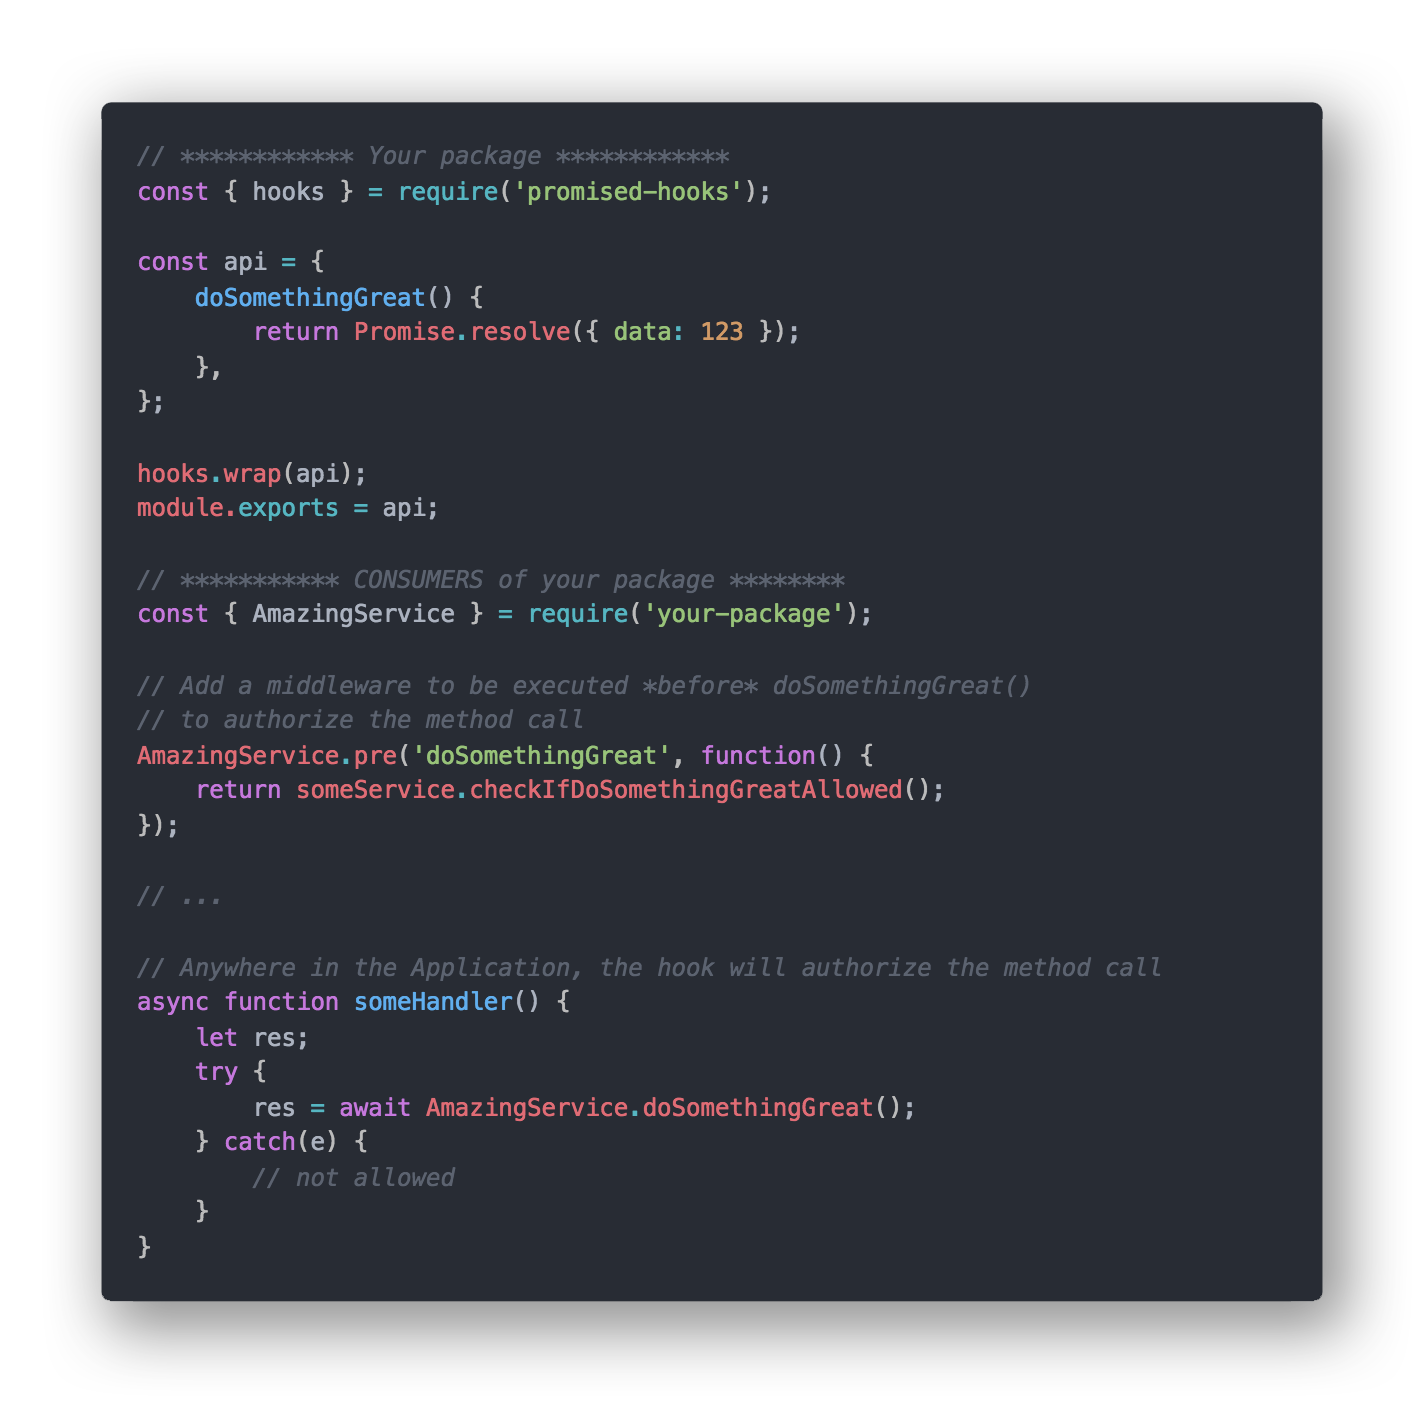 // ************ Your package ************
const { hooks } = require('promised-hooks');

const api = {
    doSomethingGreat() {
        return Promise.resolve({ data: 123 });
    },
};

hooks.wrap(api);
module.exports = api;

// *********** CONSUMERS of your package ********
const { AmazingService } = require('your-package');

// Add a middleware to be executed *before* doSomethingGreat()
// to authorize the method call
AmazingService.pre('doSomethingGreat', function() {
    return someService.checkIfDoSomethingGreatAllowed();
});

// ...

// Anywhere in the Application, the hook will authorize the method call
async function someHandler() {
    let res;
    try {
        res = await AmazingService.doSomethingGreat();
    } catch(e) {
        // not allowed
    }
}